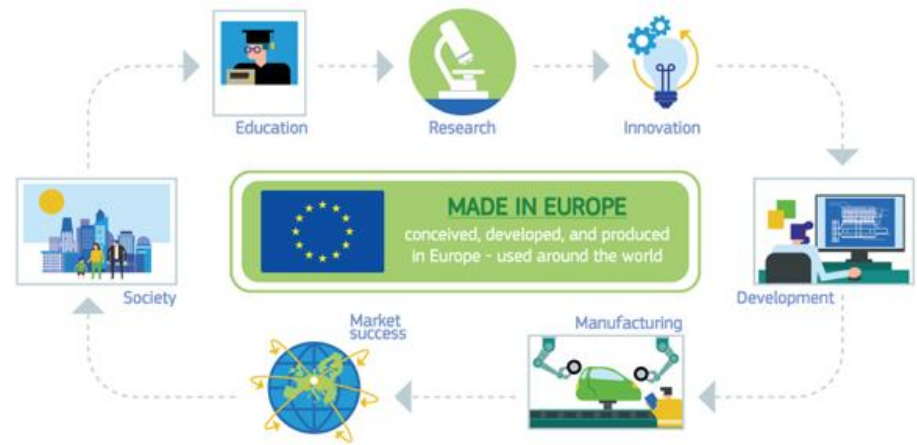 Education
Research
Innovation
MADE IN EUROPE
conceived, developed, and produced
in Europe - used around the world
Society
Development
Market
success
Manufacturing